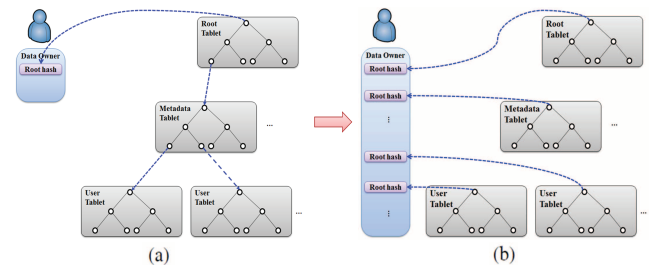 Data Owner
Root hash
Root
Tablet
Metadata
Tablet
...
User
Tablet
User
Tablet
...
(a)
Data Owner
Root hash
Root hash
...
Root hash
Root hash
...
Root
Tablet
Metadata
Tablet
...
User
Tablet
User
Tablet
...
(b)